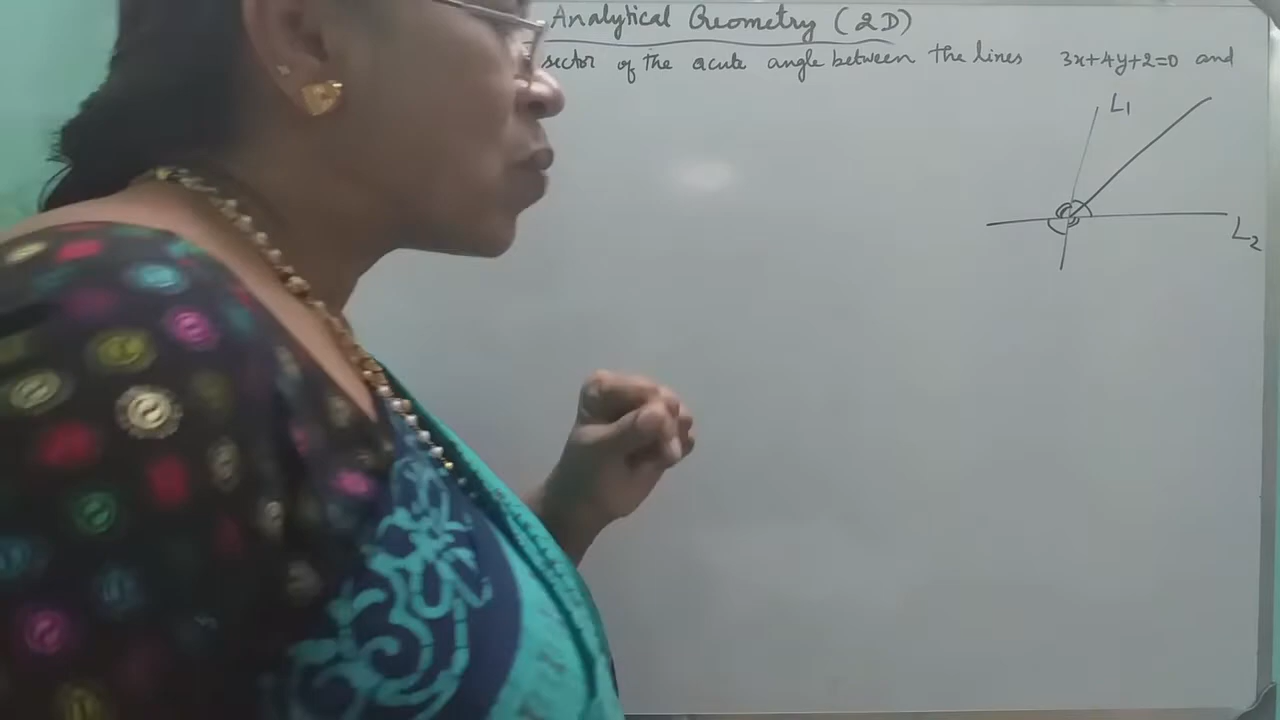 Analytical Geometry (2D)
sector of the acute angle between the lines 3x+4y+2=0 and
L1
L2